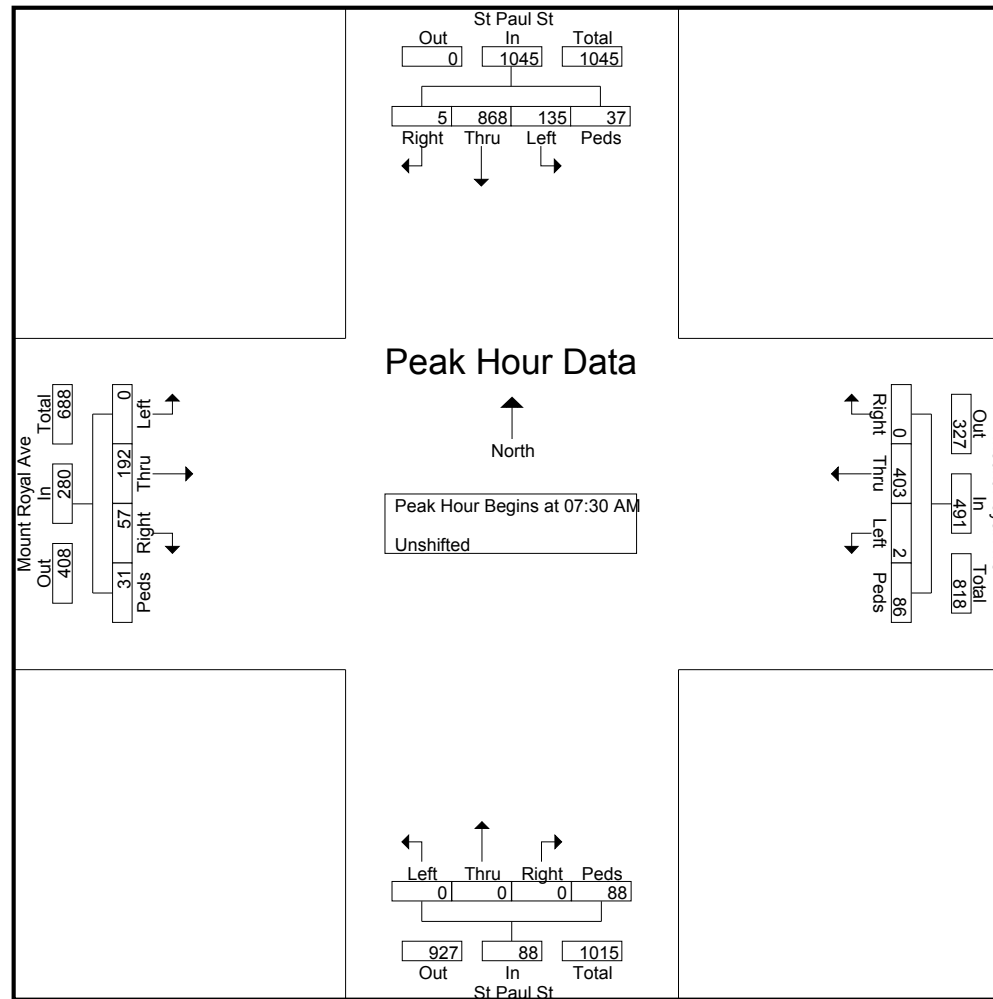 St Paul St
Out In Total
0 1045 1045
5 868 135 37
Right Thru Left Peds
Peak Hour Data
North
Peak Hour Begins at 07:30 AM
Unshifted
Mount Royal Ave
Out In Total
408 280 688
Left Thru Right Peds
0 192 57 31
Right Thru Left Peds
0 403 2 86
Out In Total
327 491 818
Left Thru Right Peds
0 0 0 88
927 88 1015
Out In Total
St Paul St